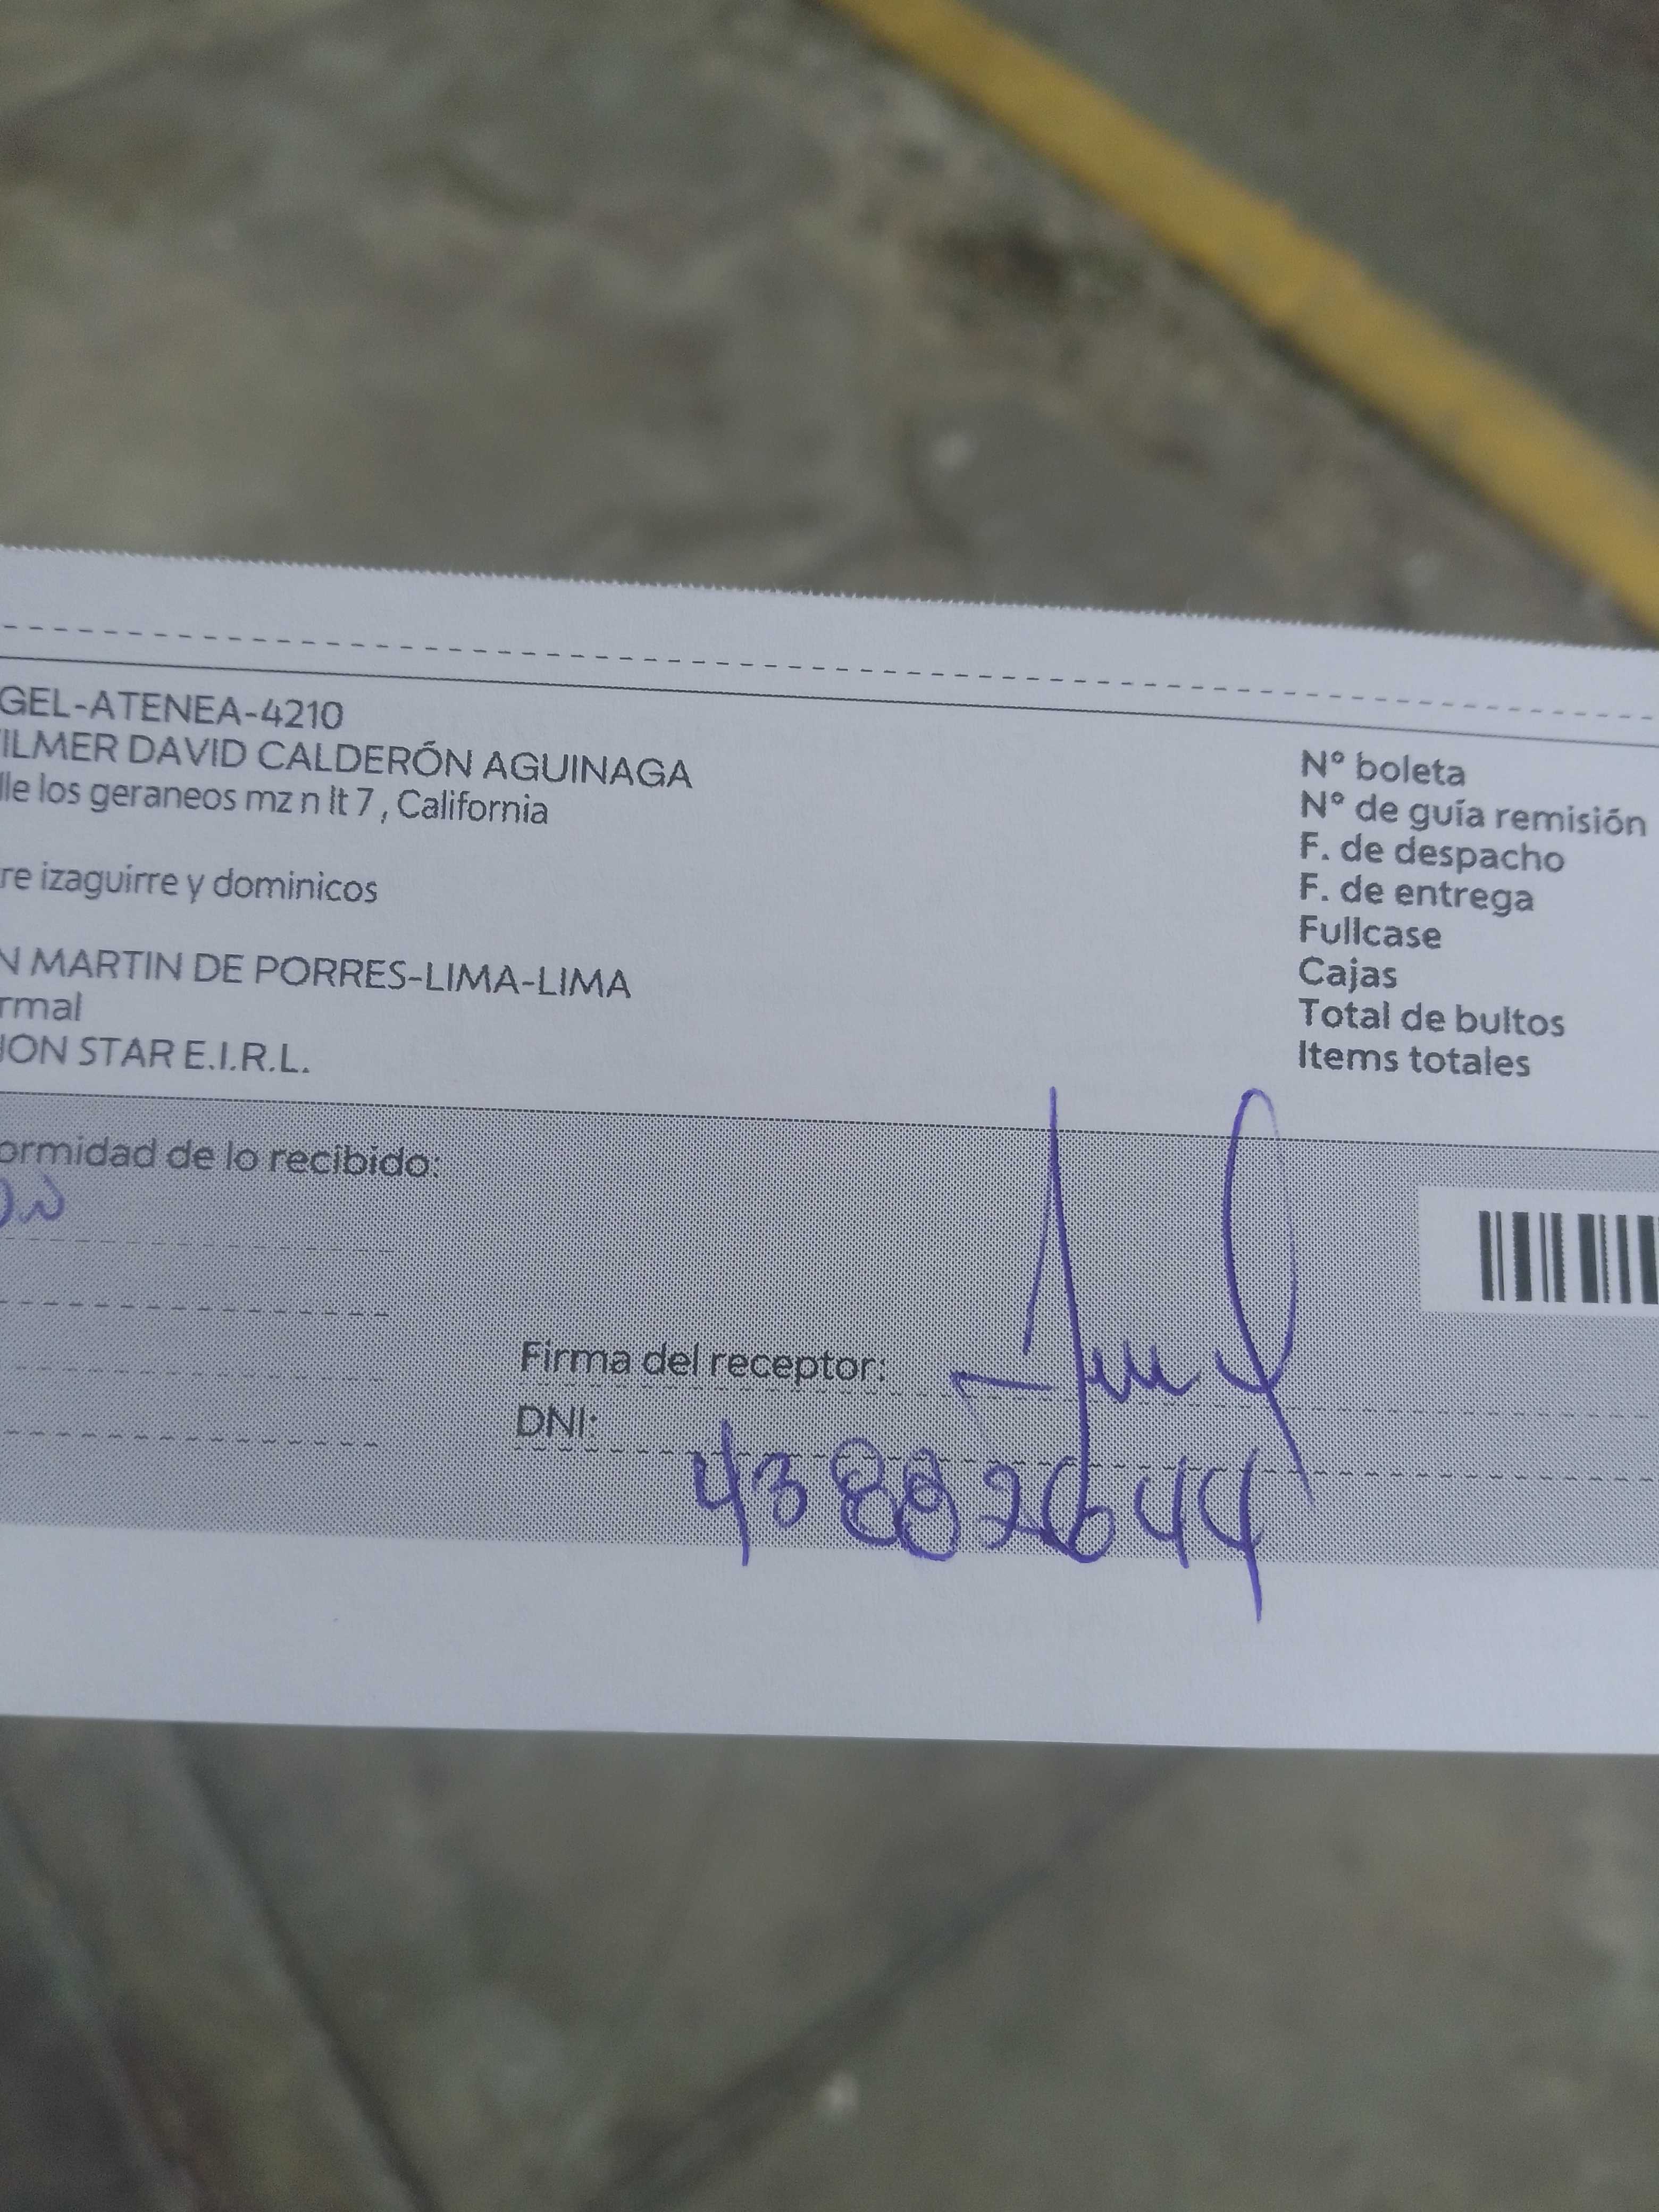 GEL-ATENEA-4210
ILMER DAVID CALDERÓN AGUINAGA
lle los geraneos mz n lt 7 , California
re izaguirre y dominicos
N MARTIN DE PORRES-LIMA-LIMA
rmal
ION STAR E.I.R.L.
Nº boleta
Nº de guía remisión
F. de despacho
F. de entrega
Fullcase
Cajas
Total de bultos
Items totales
ormidad de lo recibido:
Firma del receptor:
DNI:
43882644